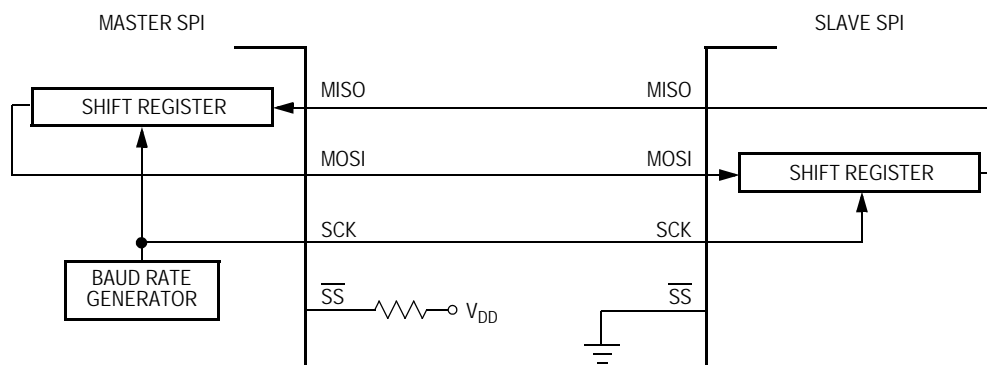 MASTER SPI
SLAVE SPI
MISO
MISO
SHIFT REGISTER
MOSI
MOSI
SHIFT REGISTER
SCK
SCK
BAUD RATE
GENERATOR
SS
VDD
SS